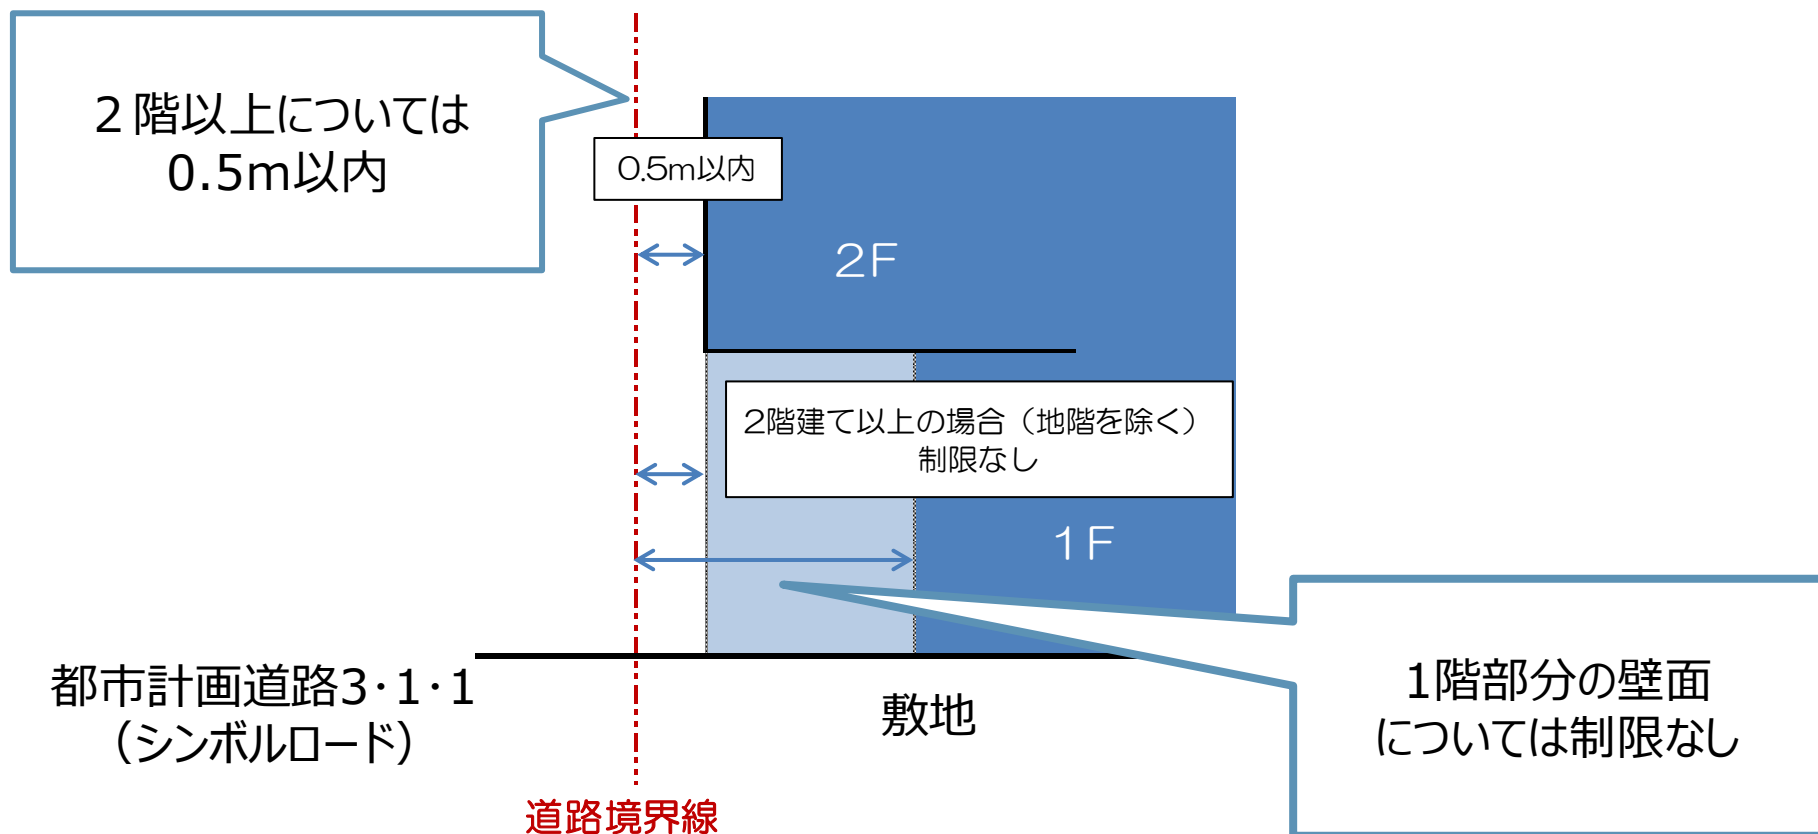 ２階以上については
0.5m以内
0.5m以内
2F
2階建て以上の場合（地階を除く）
制限なし
1F
1階部分の壁面
については制限なし
都市計画道路3･1･1
（シンボルロード）
敷地
道路境界線